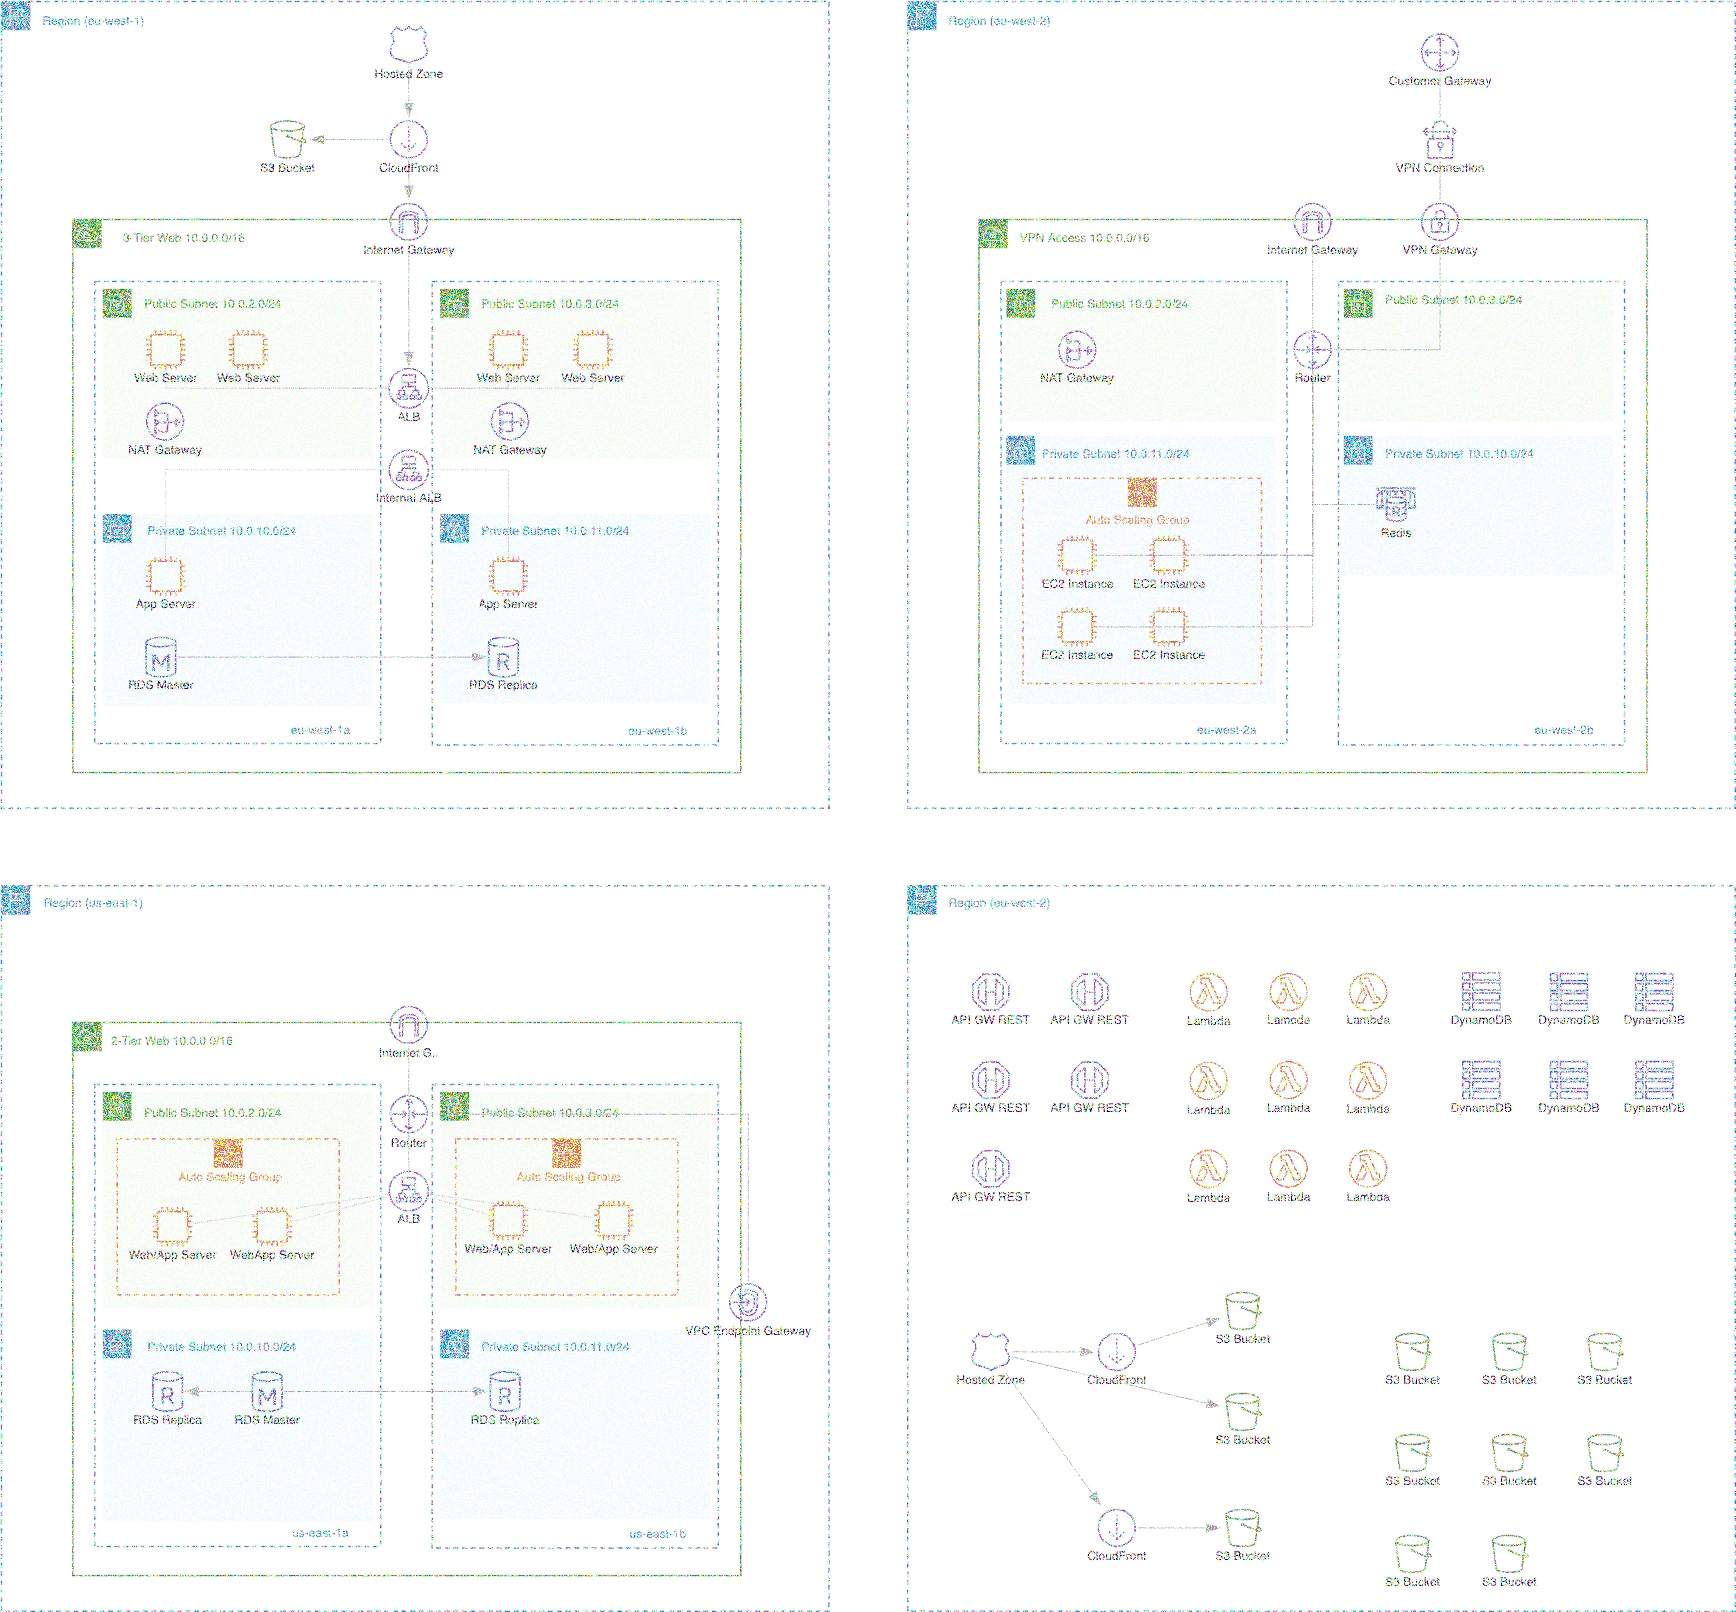 Region (eu-west-1)
Hosted Zone
S3 Bucket
CloudFront
3-Tier Web 10.0.0.0/16
Internet Gateway
Public Subnet 10.0.2.0/24
Public Subnet 10.0.3.0/24
Web Server
Web Server
Web Server
Web Server
ALB
NAT Gateway
NAT Gateway
Internal ALB
Private Subnet 10.0.10.0/24
Private Subnet 10.0.11.0/24
App Server
App Server
M
R
RDS Master
RDS Replica
eu-west-1a
eu-west-1b
Region (eu-west-2)
Customer Gateway
VPN Connection
VPN Access 10.0.0.0/16
Internet Gateway
VPN Gateway
Public Subnet 10.0.2.0/24
Public Subnet 10.0.3.0/24
NAT Gateway
Router
Private Subnet 10.0.11.0/24
Private Subnet 10.0.10.0/24
Auto Scaling Group
R
Redis
EC2 Instance
EC2 Instance
EC2 Instance
EC2 Instance
eu-west-2a
eu-west-2b
Region (us-east-1)
2-Tier Web 10.0.0.0/16
Internet G..
Public Subnet 10.0.2.0/24
Public Subnet 10.0.3.0/24
Router
Auto Scaling Group
Auto Scaling Group
ALB
Web/App Server
WebApp Server
Web/App Server
Web/App Server
VPC Endpoint Gateway
Private Subnet 10.0.10.0/24
Private Subnet 10.0.11.0/24
R
M
R
RDS Replica
RDS Master
RDS Replica
us-east-1a
us-east-1b
Region (eu-west-2)
API GW REST
API GW REST
Lambda
Lambda
Lambda
DynamoDB
DynamoDB
DynamoDB
API GW REST
API GW REST
Lambda
Lambda
Lambda
DynamoDB
DynamoDB
DynamoDB
API GW REST
Lambda
Lambda
Lambda
S3 Bucket
Hosted Zone
CloudFront
S3 Bucket
S3 Bucket
S3 Bucket
S3 Bucket
S3 Bucket
S3 Bucket
S3 Bucket
CloudFront
S3 Bucket
S3 Bucket
S3 Bucket